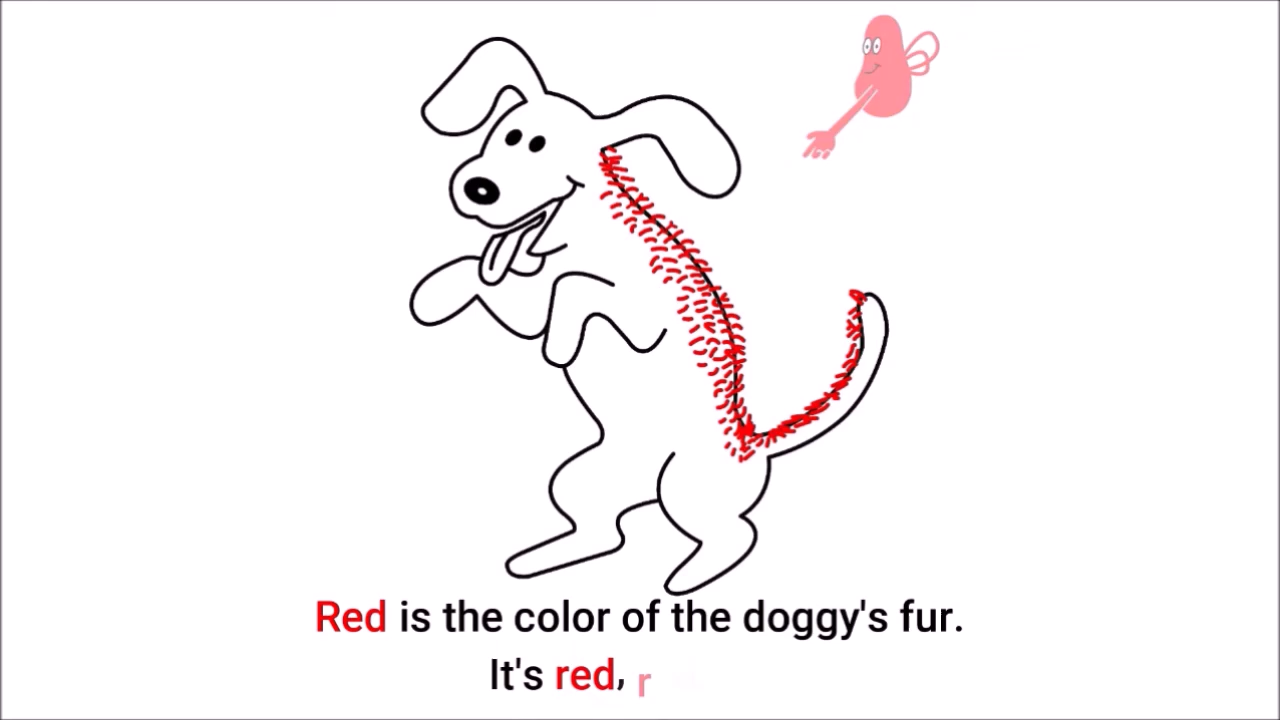 Red is the color of the doggy's fur.
It's red, r